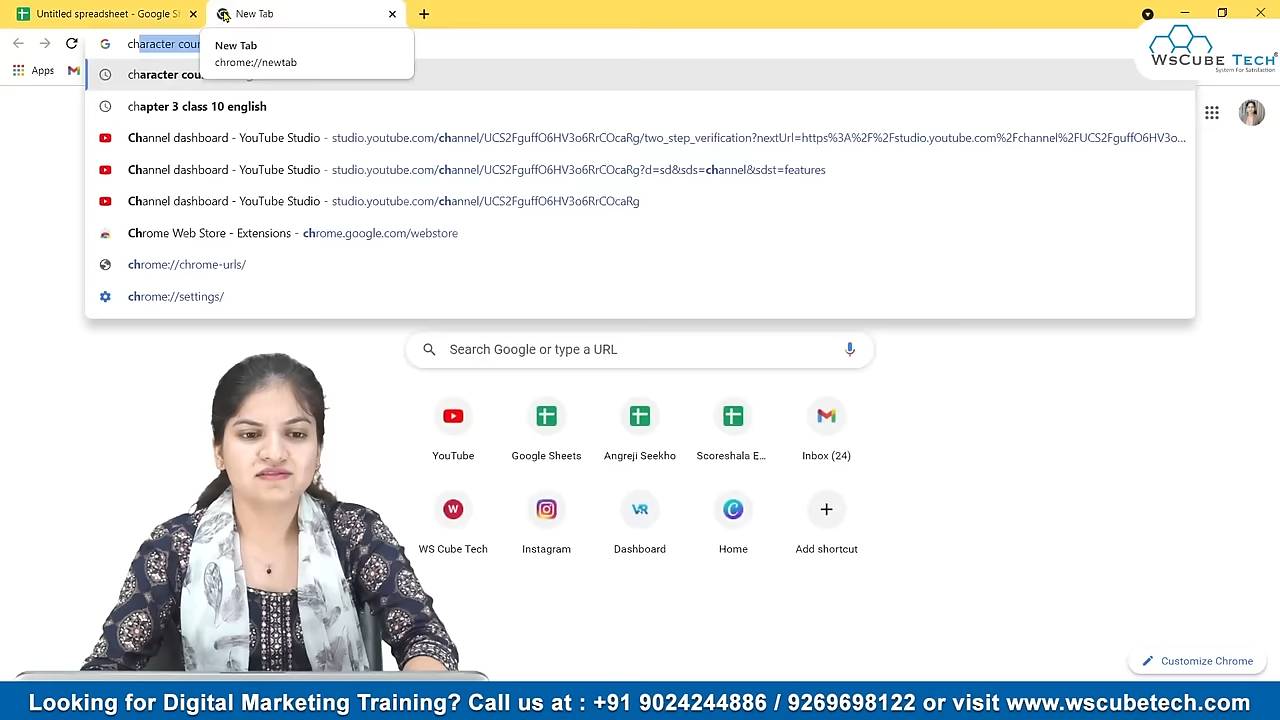 Untitled spreadsheet - Google S
New Tab
character cour
New Tab
chrome://newtab
Apps
WSCUBE TECH
System For Satisfaction
character cou
chapter 3 class 10 english
Channel dashboard - YouTube Studio - studio.youtube.com/channel/UCS2FguffO6HV3o6RrCOcaRg/two_step_verification?nextUrl=https%3A%2F%2Fstudio.youtube.com%2Fchannel%2FUCS2FguffO6HV3o...
Channel dashboard - YouTube Studio - studio.youtube.com/channel/UCS2FguffO6HV3o6RrCOcaRg?d=sd&sds=channel&sdst=features
Channel dashboard - YouTube Studio - studio.youtube.com/channel/UCS2FguffO6HV3o6RrCOcaRg
Chrome Web Store - Extensions - chrome.google.com/webstore
chrome://chrome-urls/
chrome://settings/
Search Google or type a URL
YouTube Google Sheets Angreji Seekho Scoreshala E... Inbox (24)
WS Cube Tech Instagram Dashboard Home Add shortcut
Customize Chrome
Looking for Digital Marketing Training? Call us at : +91 9024244886 / 9269698122 or visit www.wscubetech.com